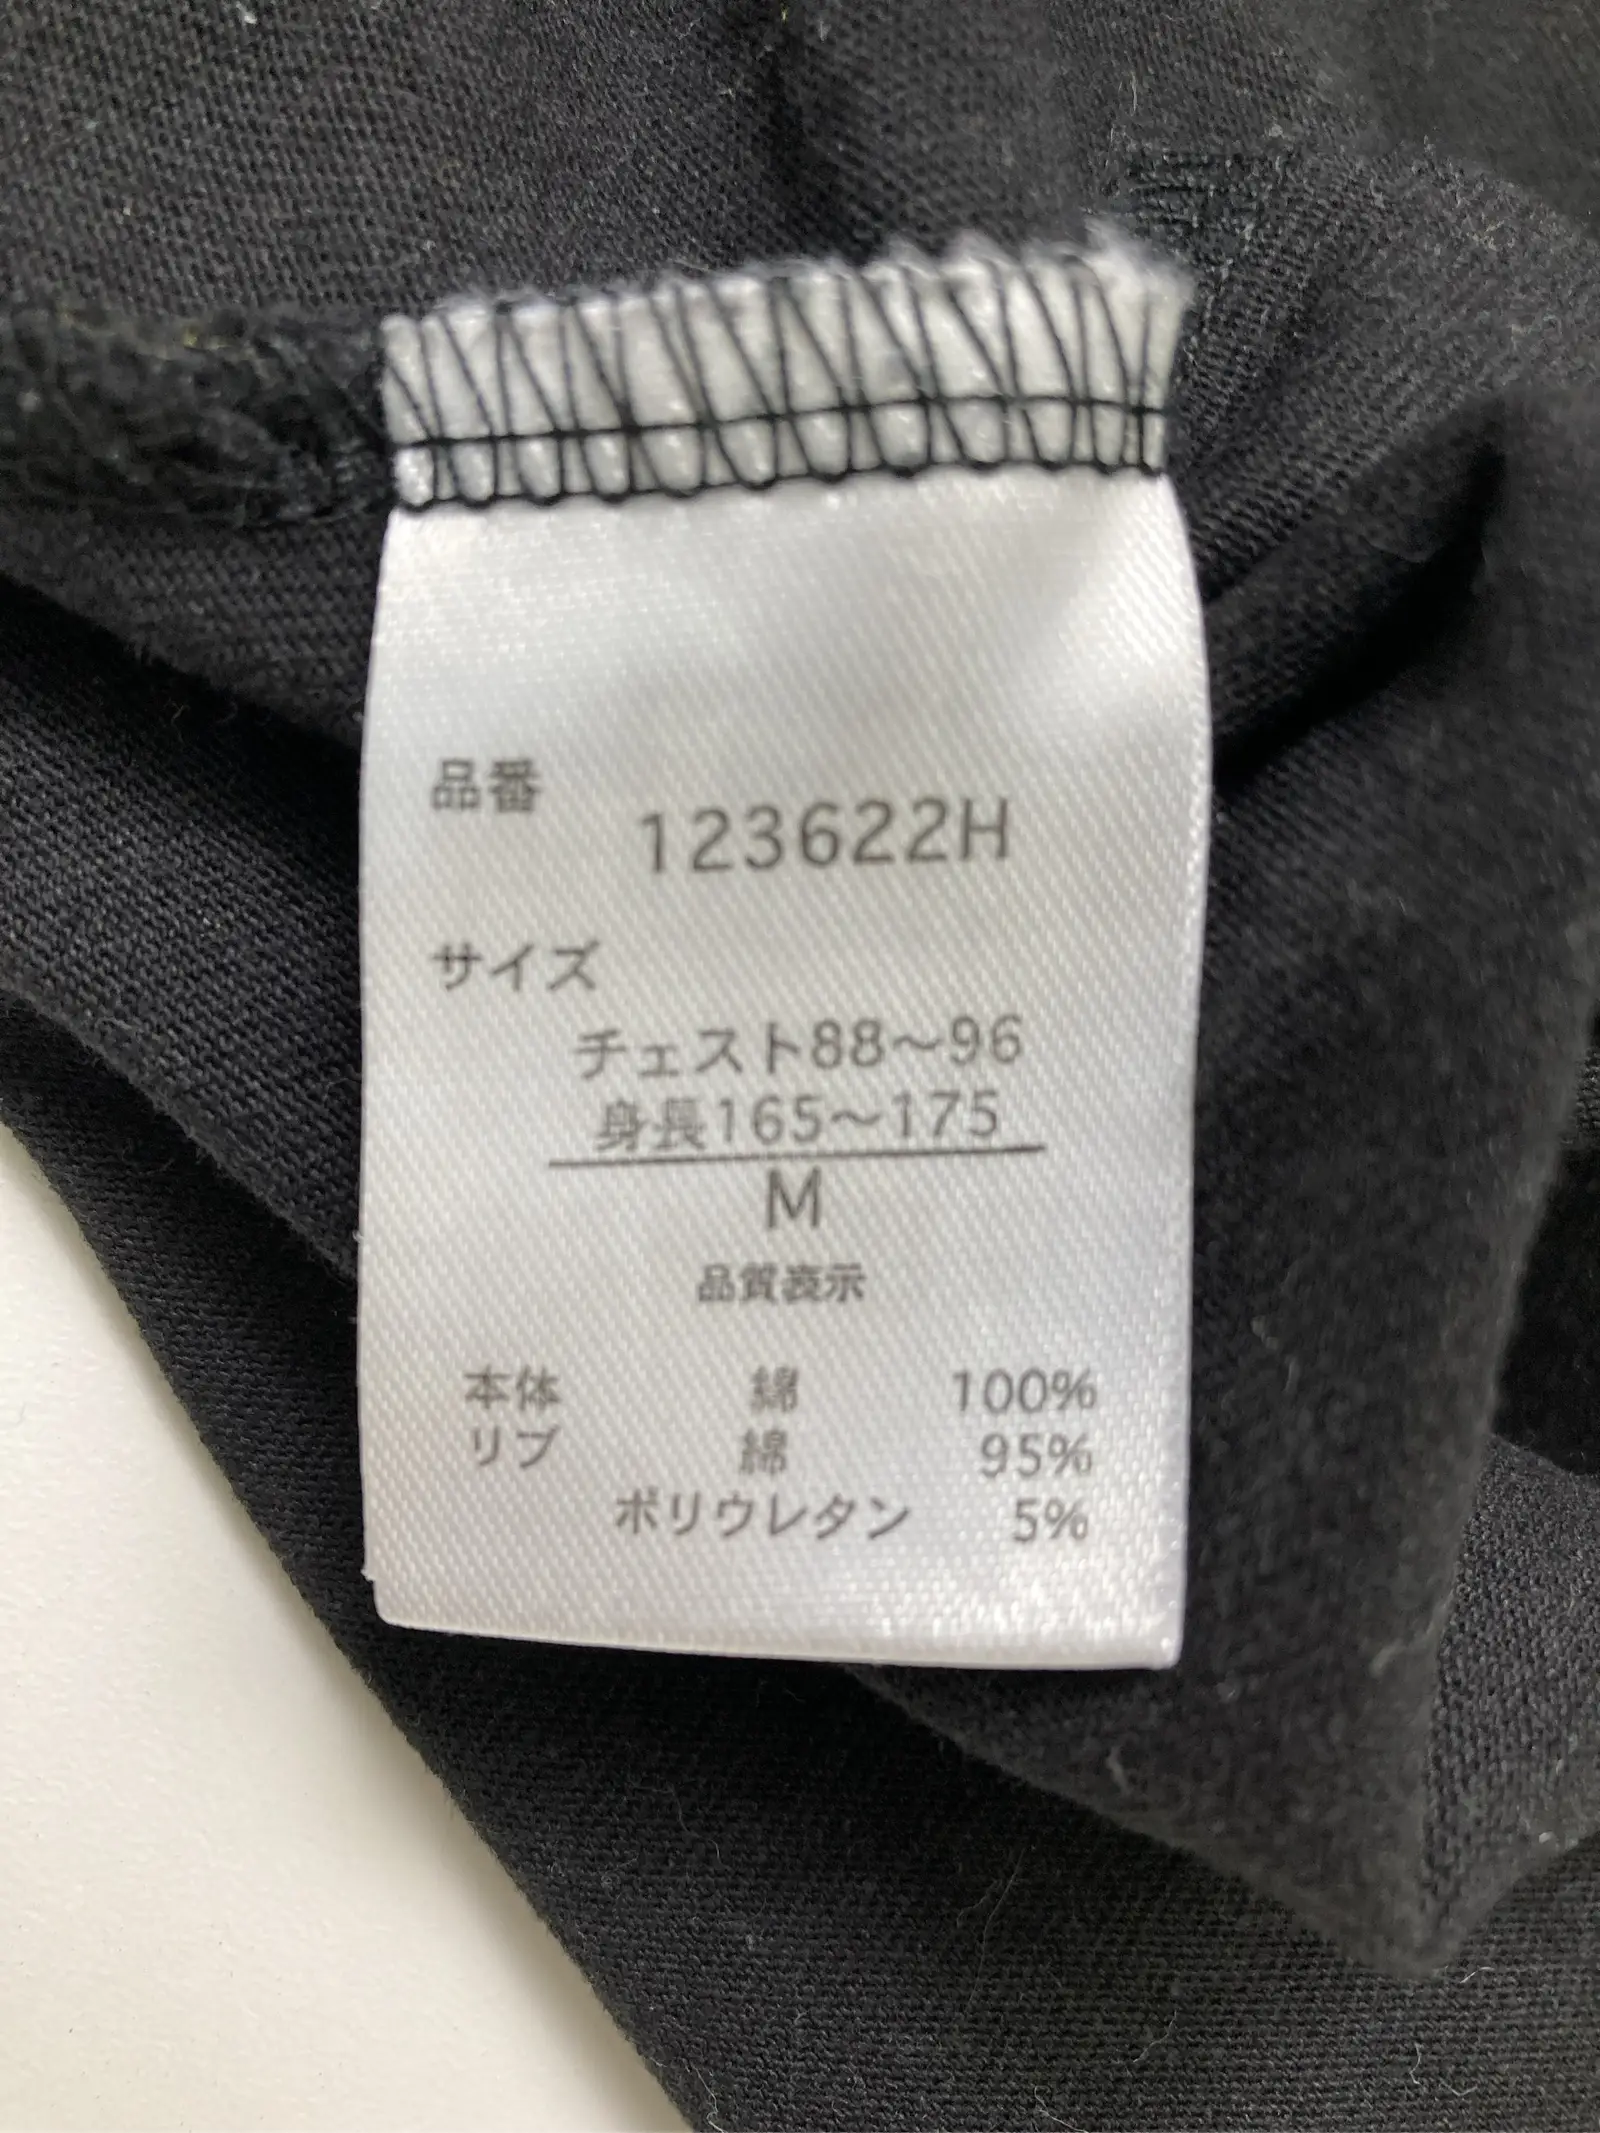 品番
123622H
サイズ
チェスト88～96
身長165～175
M
品質表示
本体 綿 100%
リブ 綿 95%
ポリウレタン 5%